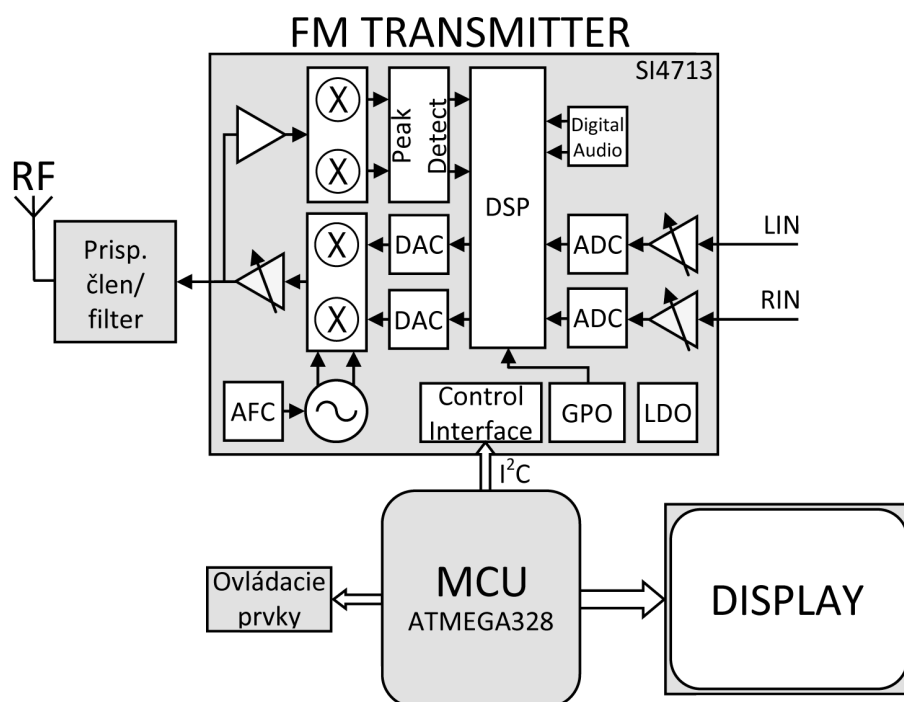 FM TRANSMITTER
SI4713
X
X
Peak
Detect
DSP
Digital
Audio
RF
Prisp.
člen/
filter
X
X
DAC
DAC
ADC
ADC
LIN
RIN
AFC
Control
Interface
GPO
LDO
I²C
MCU
ATMEGA328
Ovládacie
prvky
DISPLAY